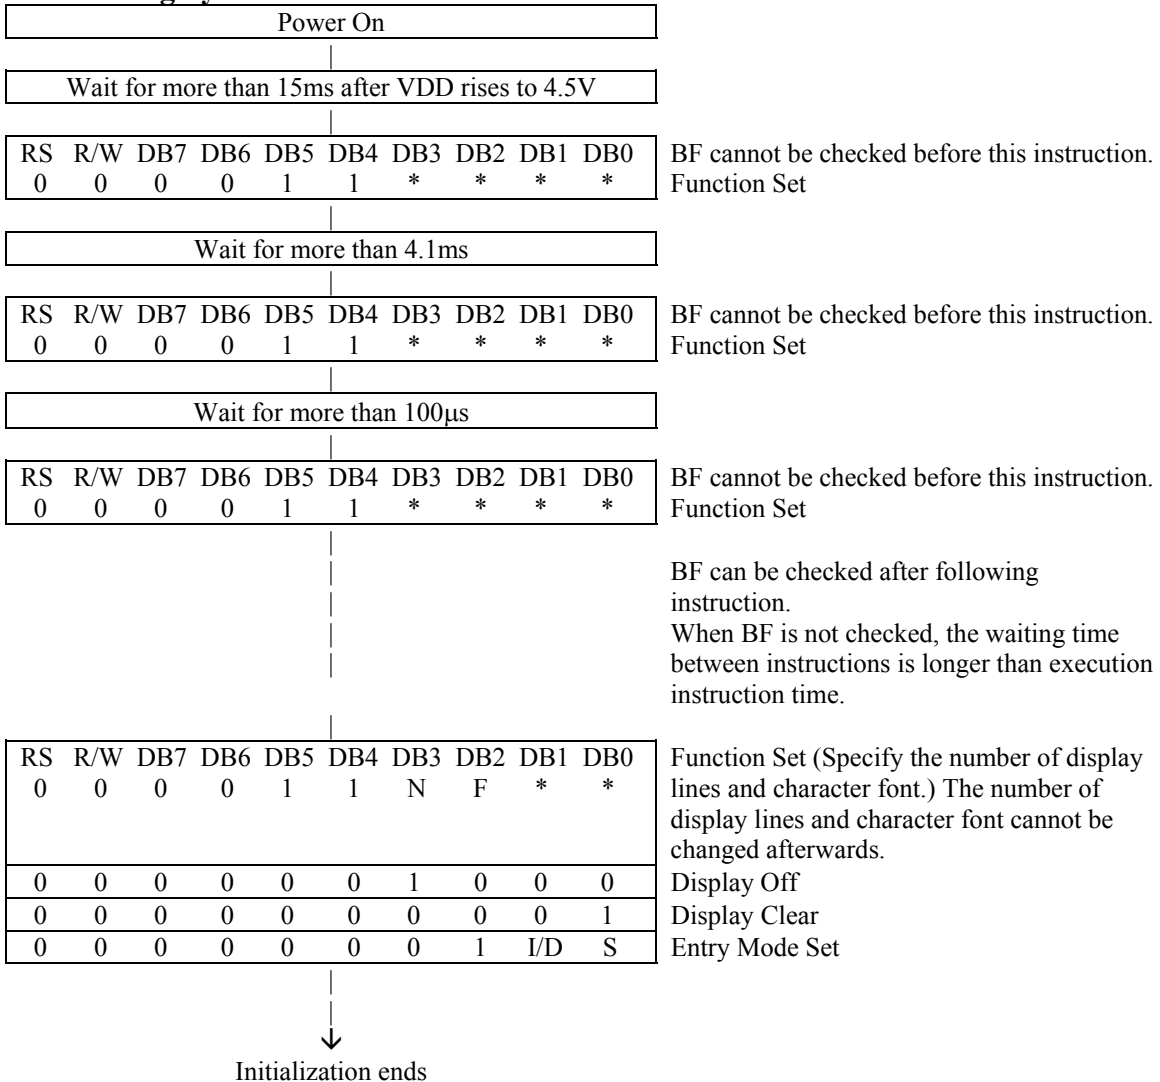 Power On
Wait for more than 15ms after VDD rises to 4.5V
RS R/W DB7 DB6 DB5 DB4 DB3 DB2 DB1 DB0 BF cannot be checked before this instruction.
0 0 0 0 1 1 * * * * Function Set
Wait for more than 4.1ms
RS R/W DB7 DB6 DB5 DB4 DB3 DB2 DB1 DB0 BF cannot be checked before this instruction.
0 0 0 0 1 1 * * * * Function Set
Wait for more than 100μs
RS R/W DB7 DB6 DB5 DB4 DB3 DB2 DB1 DB0 BF cannot be checked before this instruction.
0 0 0 0 1 1 * * * * Function Set
BF can be checked after following
instruction.
When BF is not checked, the waiting time
between instructions is longer than execution
instruction time.
RS R/W DB7 DB6 DB5 DB4 DB3 DB2 DB1 DB0 Function Set (Specify the number of display
0 0 0 0 1 1 N F * * lines and character font.) The number of
display lines and character font cannot be
changed afterwards.
0 0 0 0 0 0 1 0 0 0 Display Off
0 0 0 0 0 0 0 0 0 1 Display Clear
0 0 0 0 0 0 0 1 I/D S Entry Mode Set
Initialization ends